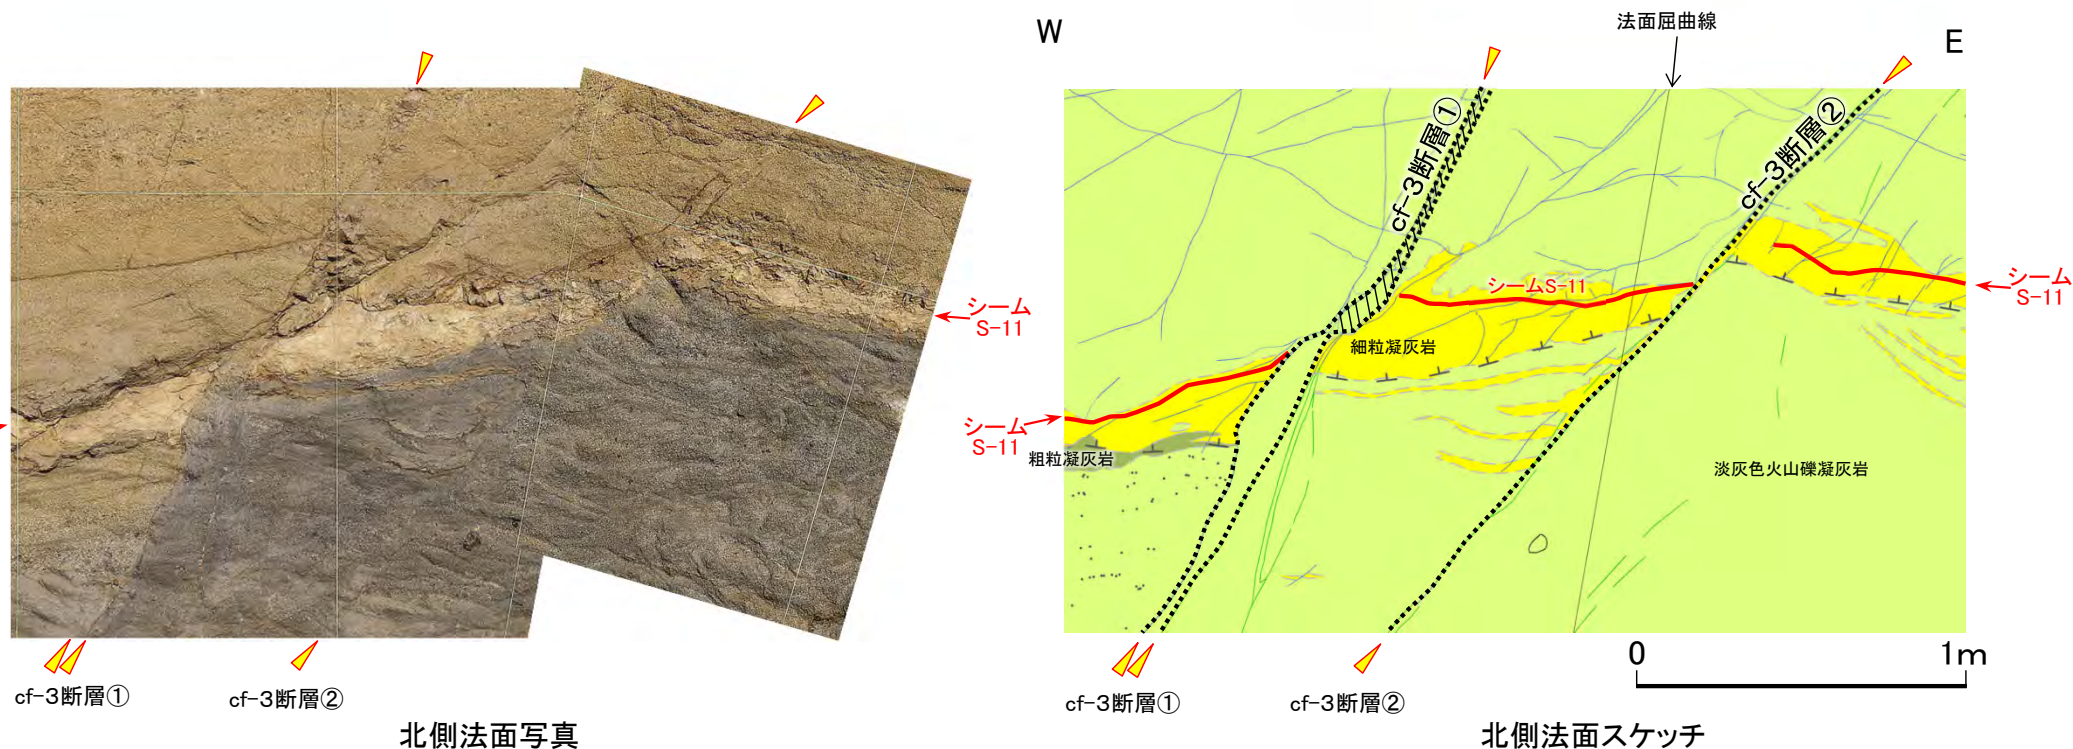 シーム
S-11
cf-3断層①
cf-3断層②
北側法面写真
W
法面屈曲線
E
cf-3断層①
cf-3断層②
シームS-11
シーム
S-11
細粒凝灰岩
シーム
S-11
粗粒凝灰岩
淡灰色火山礫凝灰岩
0
1m
cf-3断層①
cf-3断層②
北側法面スケッチ